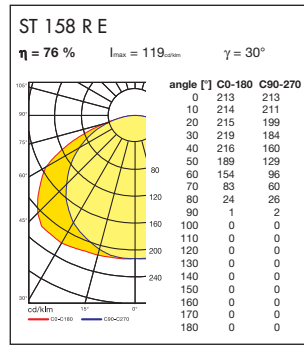 ST 158 R E
η = 76 % Imax = 119cd/klm γ = 30°
angle [°] C0-180 C90-270
0 213 213
10 214 211
20 215 199
30 219 184
40 216 160
50 189 129
60 154 96
70 83 60
80 24 26
90 1 2
100 0 0
110 0 0
120 0 0
130 0 0
140 0 0
150 0 0
160 0 0
170 0 0
180 0 0
105°
90°
75°
60°
45°
30°
15°
0°
80
120
160
200
240
cd/klm
C0-C180 C90-C270